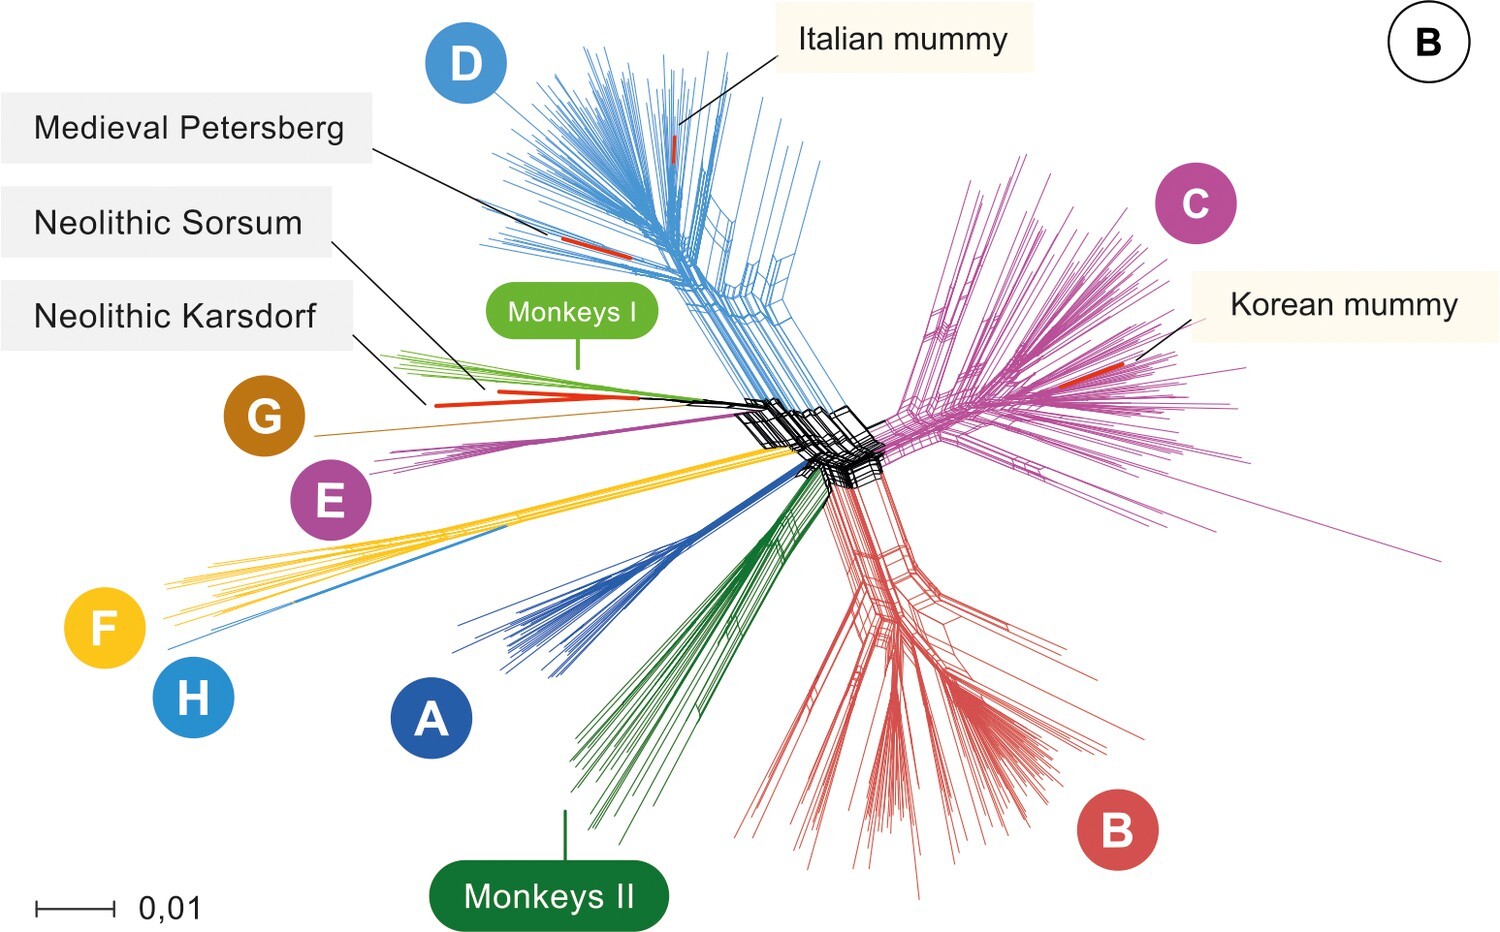 B
Italian mummy
D
Medieval Petersberg
C
Neolithic Sorsum
Korean mummy
Monkeys I
Neolithic Karsdorf
G
E
F
H
A
B
Monkeys II
0,01